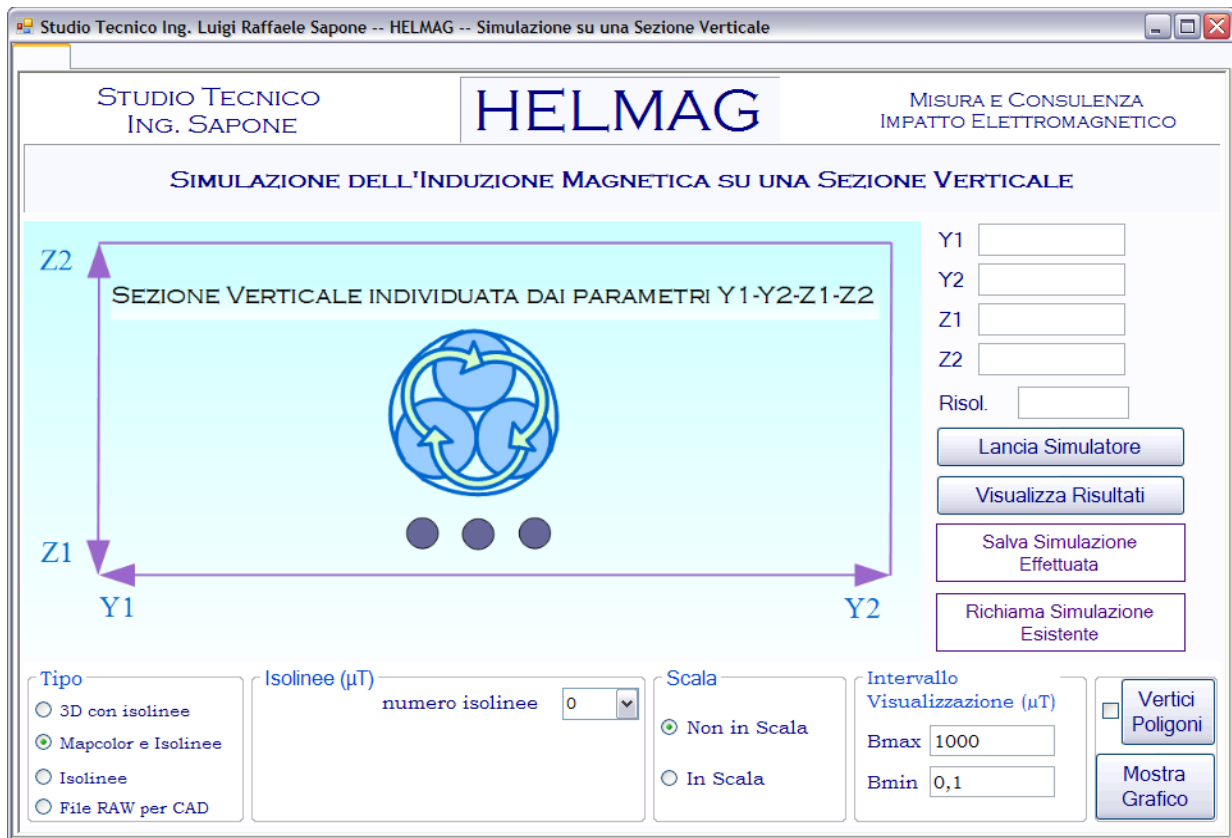 Studio Tecnico Ing. Luigi Raffaele Sapone -- HELMAG -- Simulazione su una Sezione Verticale
STUDIO TECNICO
ING. SAPONE
HELMAG
MISURA E CONSULENZA
IMPATTO ELETTROMAGNETICO
SIMULAZIONE DELL'INDUZIONE MAGNETICA SU UNA SEZIONE VERTICALE
Z2
SEZIONE VERTICALE INDIVIDUATA DAI PARAMETRI Y1-Y2-Z1-Z2
Z1
Y1
Y2
Y1
Y2
Z1
Z2
Risol.
Lancia Simulatore
Visualizza Risultati
Salva Simulazione
Effettuata
Richiama Simulazione
Esistente
Tipo
3D con isolinee
Mapcolor e Isolinee
Isolinee
File RAW per CAD
Isolinee (µT)
numero isolinee 0
Scala
Non in Scala
In Scala
Intervallo
Visualizzazione (µT)
Bmax 1000
Bmin 0,1
Vertici
Poligoni
Mostra
Grafico